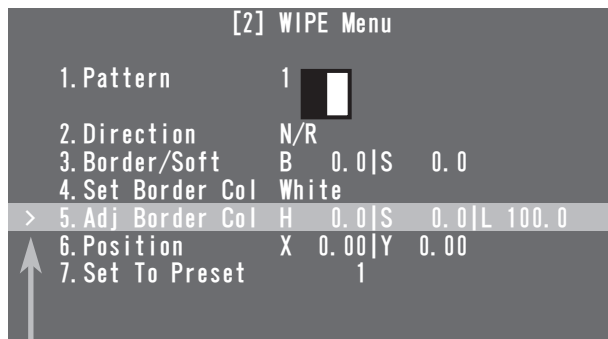 [2] WIPE Menu
1.Pattern 1
2.Direction N/R
3.Border/Soft B 0.0|S 0.0
4.Set Border Col White
> 5.Adj Border Col H 0.0|S 0.0|L 100.0
6.Position X 0.00|Y 0.00
7.Set To Preset 1